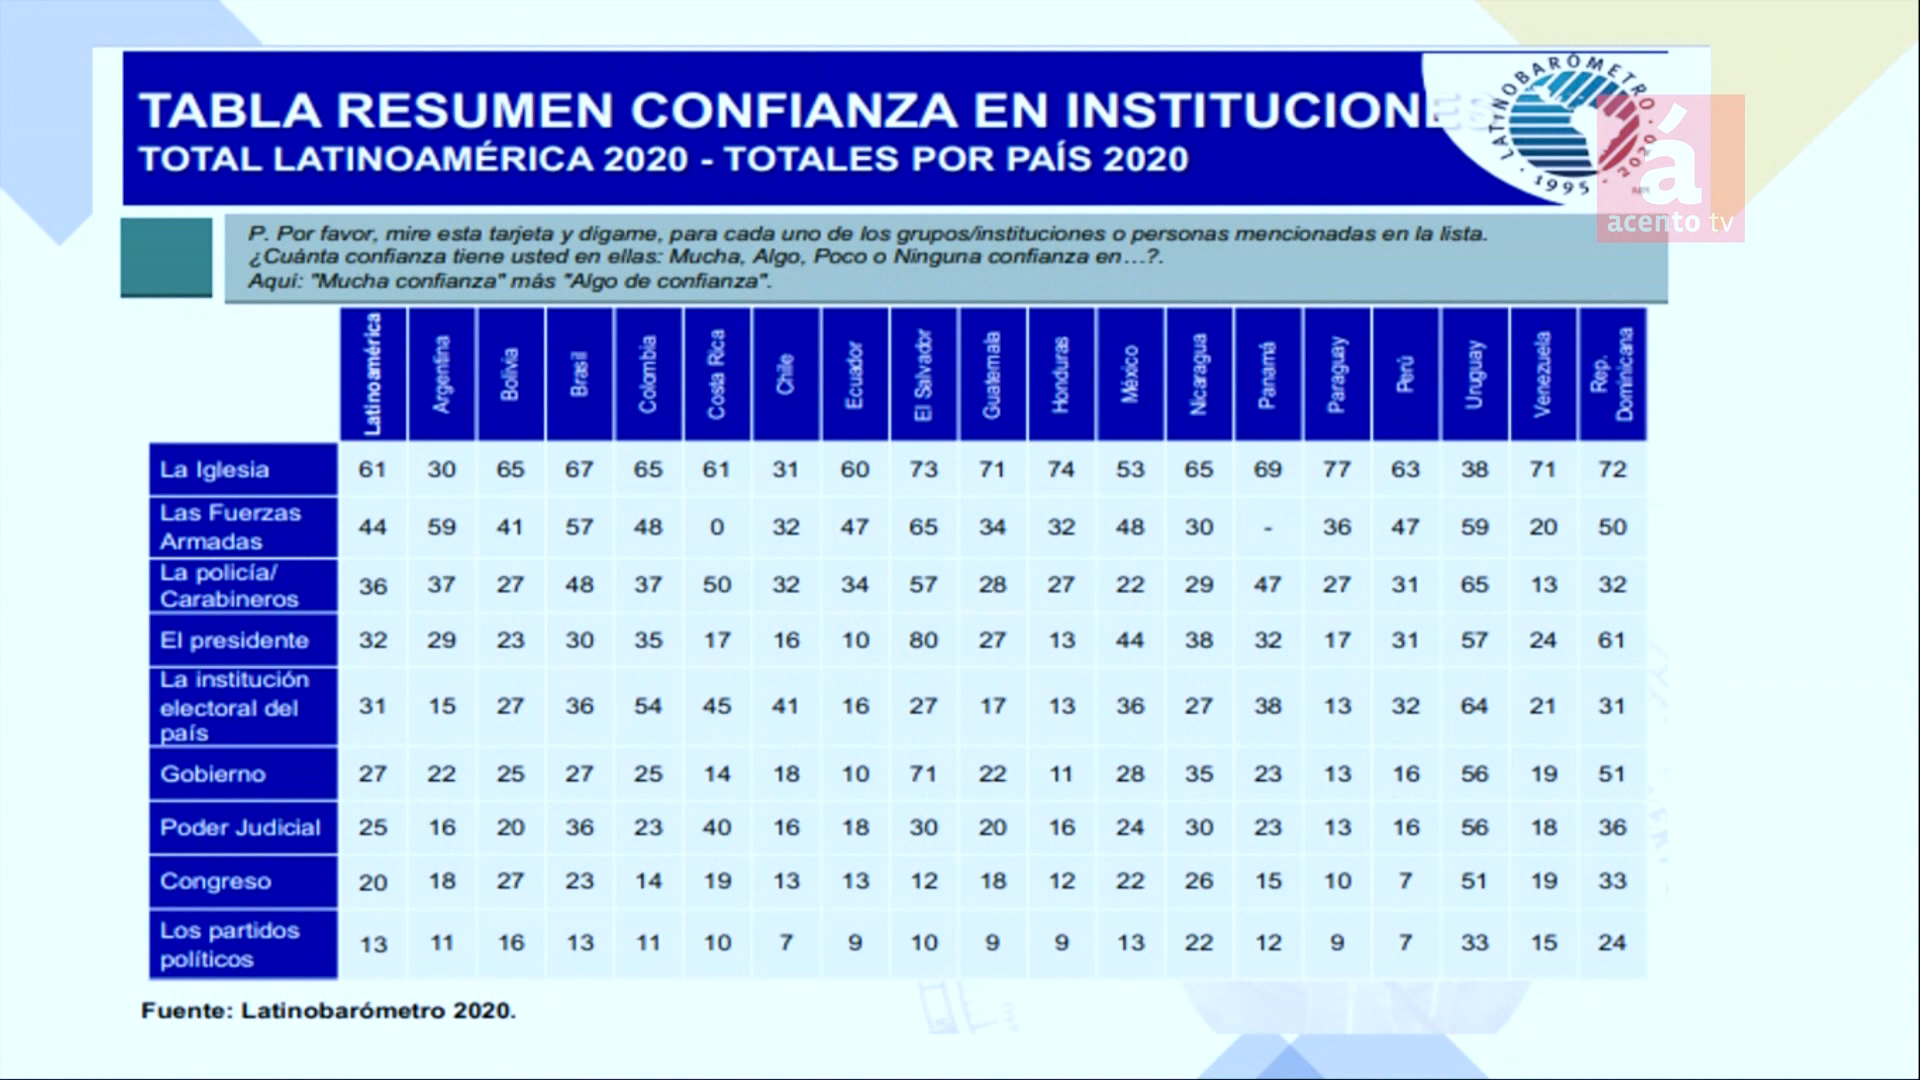 TABLA RESUMEN CONFIANZA EN INSTITUCIONES
TOTAL LATINOAMÉRICA 2020 - TOTALES POR PAÍS 2020
LATINOBARÓMETRO
1995 · 2020
á
acento tv
P. Por favor, mire esta tarjeta y dígame, para cada uno de los grupos/instituciones o personas mencionadas en la lista.
¿Cuánta confianza tiene usted en ellas: Mucha, Algo, Poco o Ninguna confianza en…?.
Aquí: "Mucha confianza" más "Algo de confianza".
Latinoamérica Argentina Bolivia Brasil Colombia Costa Rica Chile Ecuador El Salvador Guatemala Honduras México Nicaragua Panamá Paraguay Perú Uruguay Venezuela Rep. Dominicana
La Iglesia 61 30 65 67 65 61 31 60 73 71 74 53 65 69 77 63 38 71 72
Las Fuerzas
Armadas 44 59 41 57 48 0 32 47 65 34 32 48 30 - 36 47 59 20 50
La policía/
Carabineros 36 37 27 48 37 50 32 34 57 28 27 22 29 47 27 31 65 13 32
El presidente 32 29 23 30 35 17 16 10 80 27 13 44 38 32 17 31 57 24 61
La institución
electoral del
país 31 15 27 36 54 45 41 16 27 17 13 36 27 38 13 32 64 21 31
Gobierno 27 22 25 27 25 14 18 10 71 22 11 28 35 23 13 16 56 19 51
Poder Judicial 25 16 20 36 23 40 16 18 30 20 16 24 30 23 13 16 56 18 36
Congreso 20 18 27 23 14 19 13 13 12 18 12 22 26 15 10 7 51 19 33
Los partidos
políticos 13 11 16 13 11 10 7 9 10 9 9 13 22 12 9 7 33 15 24
Fuente: Latinobarómetro 2020.